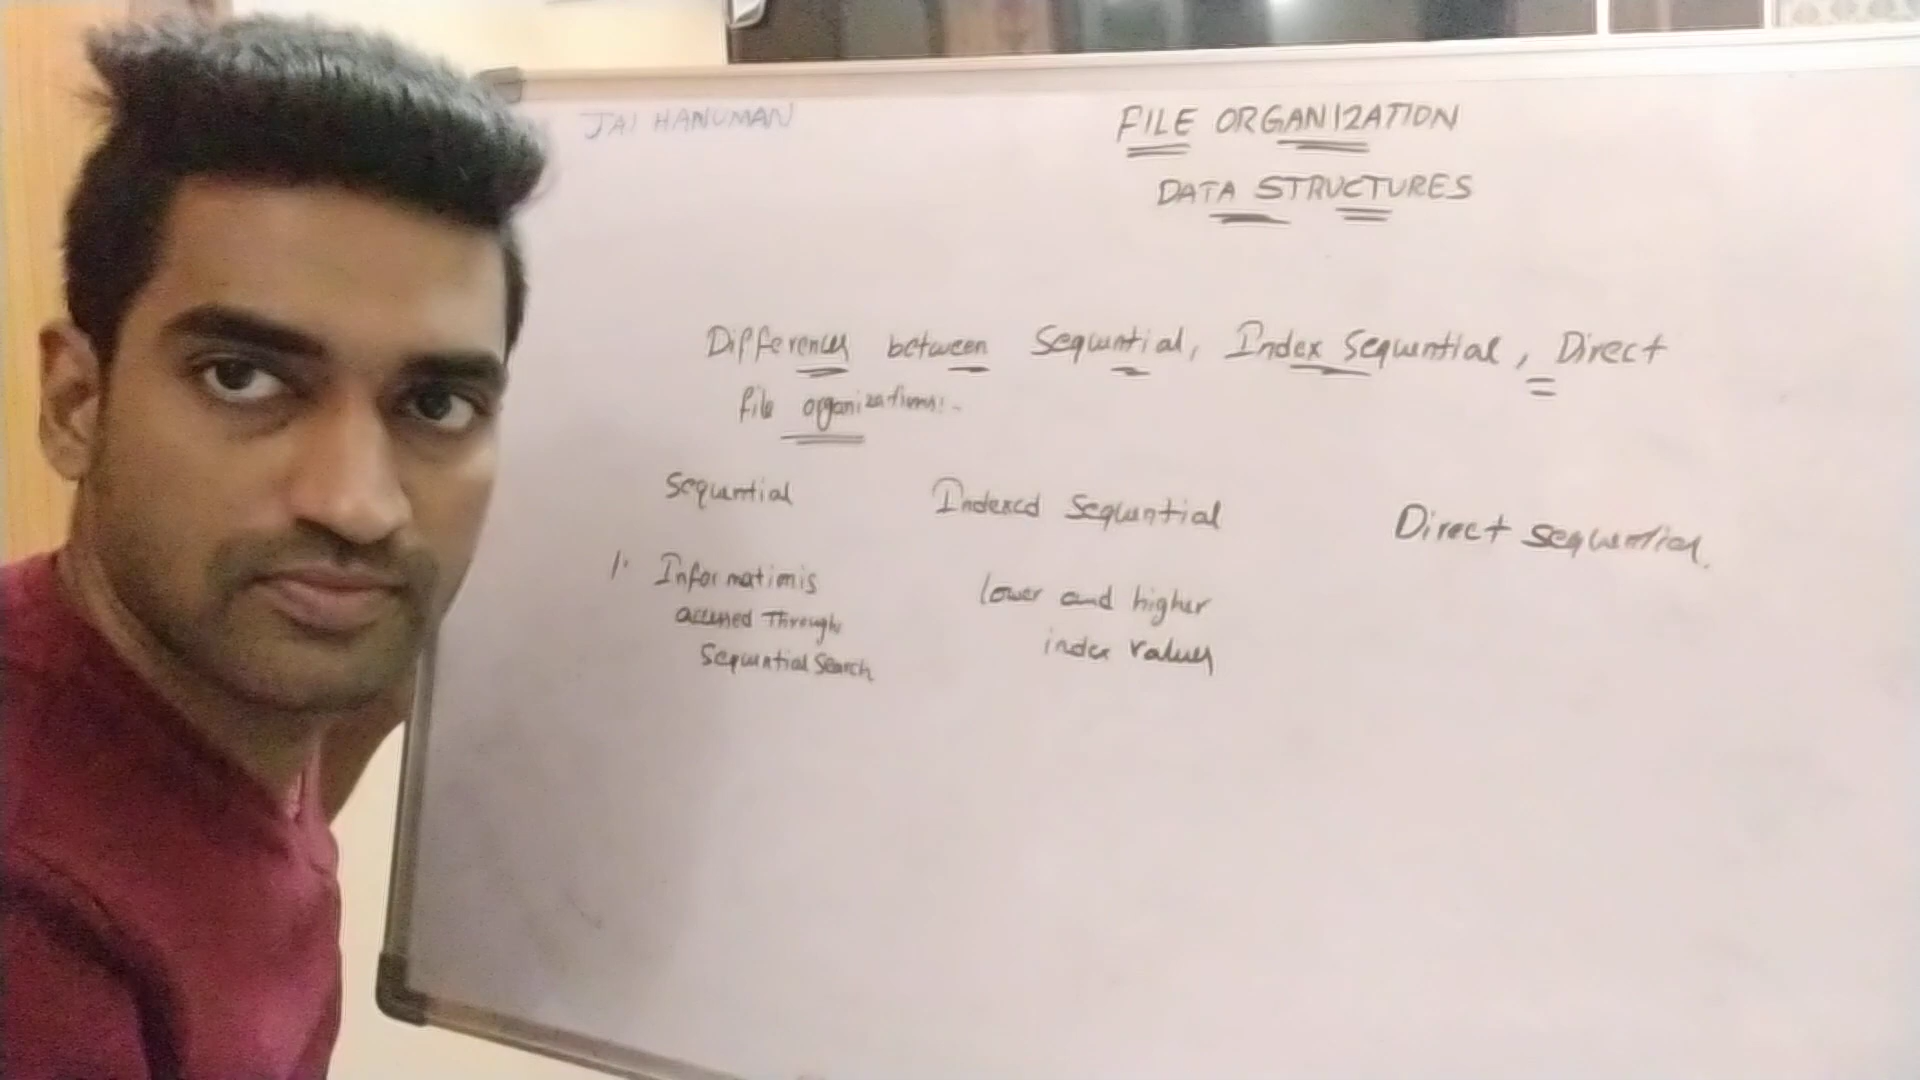 JAI HANUMAN
FILE ORGANIZATION
DATA STRUCTURES
Differences between Sequential, Index Sequential, Direct
file organizations:-
Sequential
Indexed Sequential
Direct sequential.
1. Information is
accessed Through
Sequential Search
lower and higher
index values